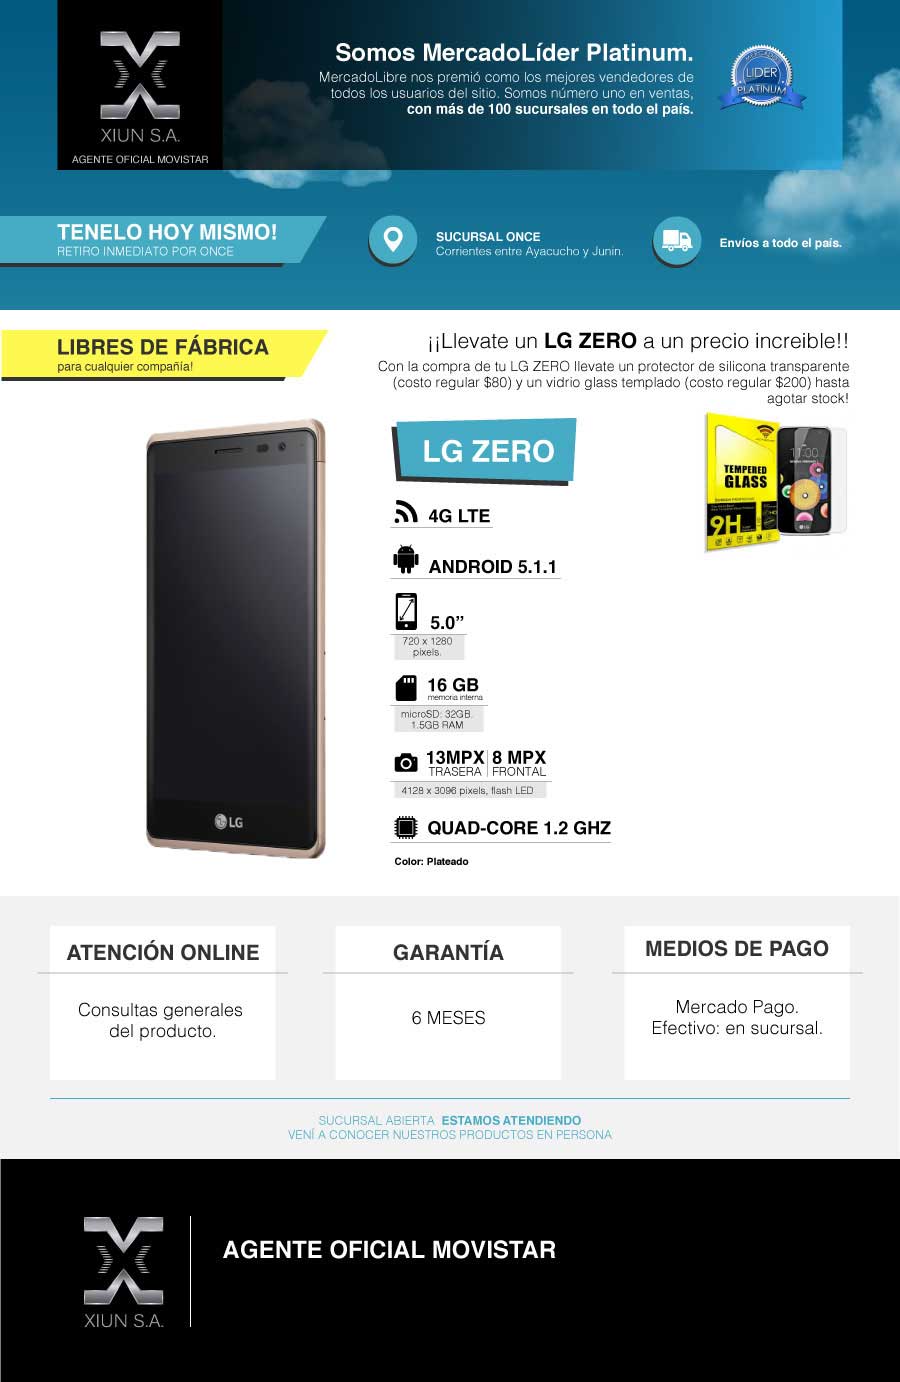 XIUN S.A.
AGENTE OFICIAL MOVISTAR
Somos MercadoLíder Platinum.
MercadoLibre nos premió como los mejores vendedores de
todos los usuarios del sitio. Somos número uno en ventas,
con más de 100 sucursales en todo el país.
LIDER
PLATINUM
TENELO HOY MISMO!
RETIRO INMEDIATO POR ONCE
SUCURSAL ONCE
Corrientes entre Ayacucho y Junin.
Envíos a todo el país.
LIBRES DE FÁBRICA
para cualquier compañía!
¡¡Llevate un LG ZERO a un precio increible!!
Con la compra de tu LG ZERO llevate un protector de silicona transparente
(costo regular $80) y un vidrio glass templado (costo regular $200) hasta
agotar stock!
LG
LG ZERO
4G LTE
ANDROID 5.1.1
5.0”
720 x 1280
pixels.
16 GB
memoria interna
microSD: 32GB.
1.5GB RAM
13MPX 8 MPX
TRASERA FRONTAL
4128 x 3096 pixels, flash LED
QUAD-CORE 1.2 GHZ
Color: Plateado
TEMPERED
GLASS
9H
11:00
LG
ATENCIÓN ONLINE
Consultas generales
del producto.
GARANTÍA
6 MESES
MEDIOS DE PAGO
Mercado Pago.
Efectivo: en sucursal.
SUCURSAL ABIERTA ESTAMOS ATENDIENDO
VENÍ A CONOCER NUESTROS PRODUCTOS EN PERSONA
XIUN S.A.
AGENTE OFICIAL MOVISTAR